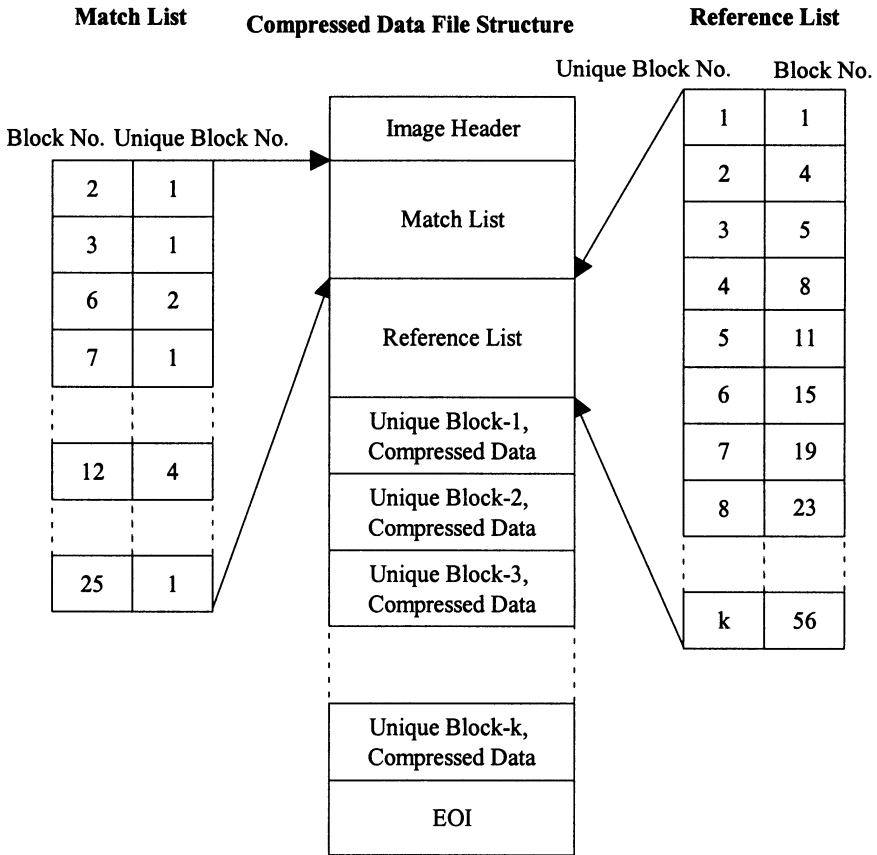 Match List
Block No. Unique Block No.
2 1
3 1
6 2
7 1
12 4
25 1
Compressed Data File Structure
Image Header
Match List
Reference List
Unique Block-1,
Compressed Data
Unique Block-2,
Compressed Data
Unique Block-3,
Compressed Data
Unique Block-k,
Compressed Data
EOI
Reference List
Unique Block No. Block No.
1 1
2 4
3 5
4 8
5 11
6 15
7 19
8 23
k 56